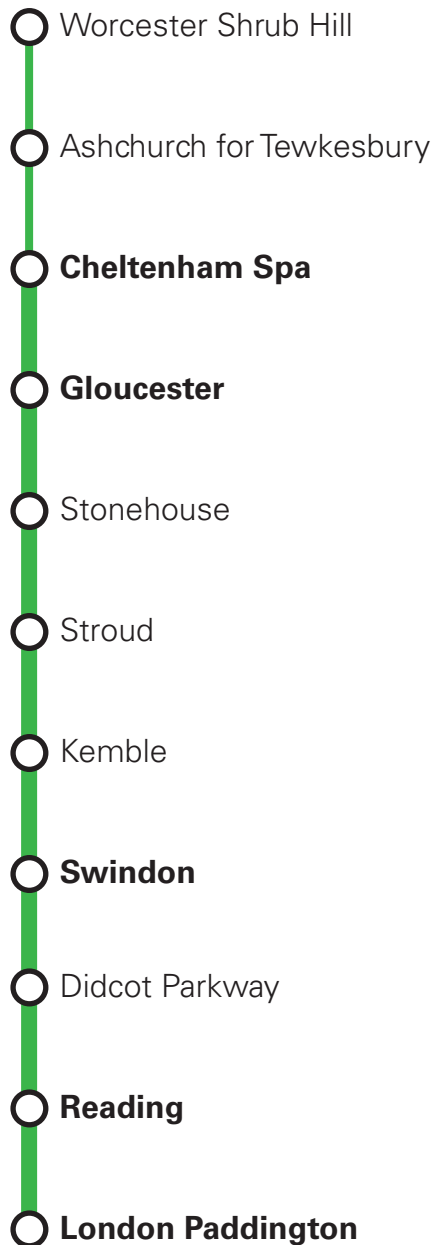 Worcester Shrub Hill
Ashchurch for Tewkesbury
Cheltenham Spa
Gloucester
Stonehouse
Stroud
Kemble
Swindon
Didcot Parkway
Reading
London Paddington